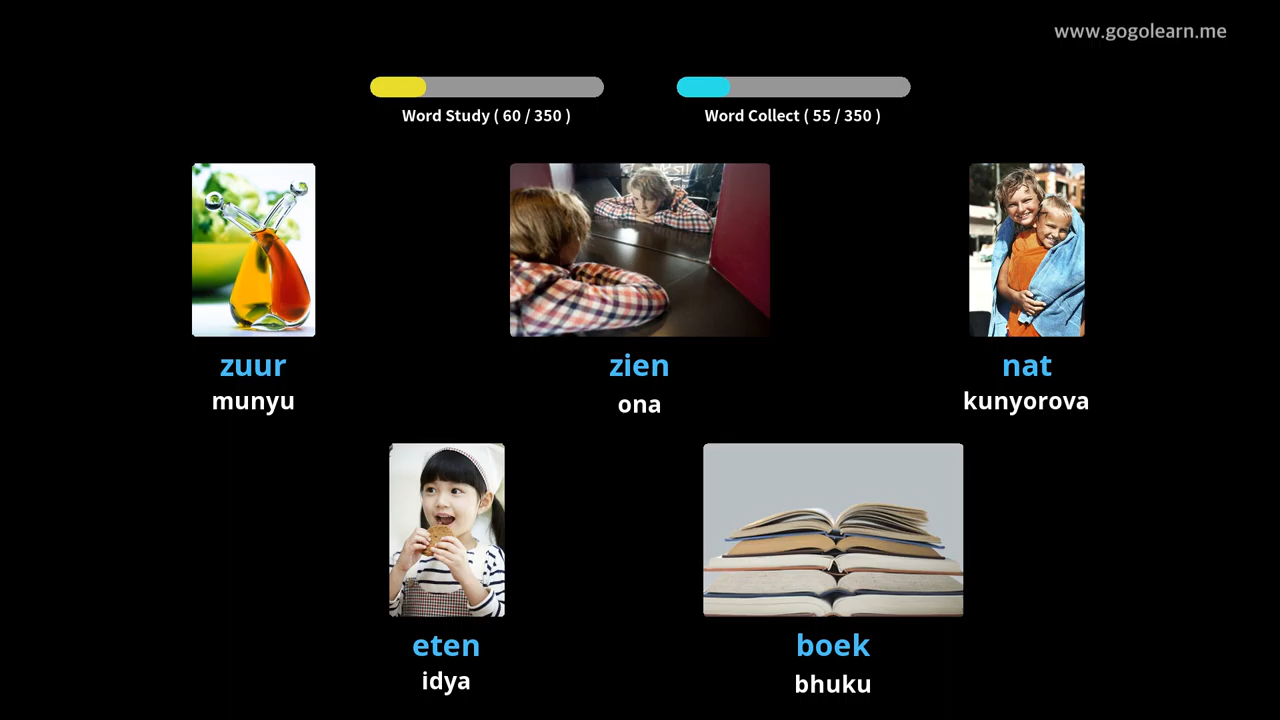 www.gogolearn.me
Word Study ( 60 / 350 )
Word Collect ( 55 / 350 )
zuur
munyu
zien
ona
nat
kunyorova
eten
idya
boek
bhuku